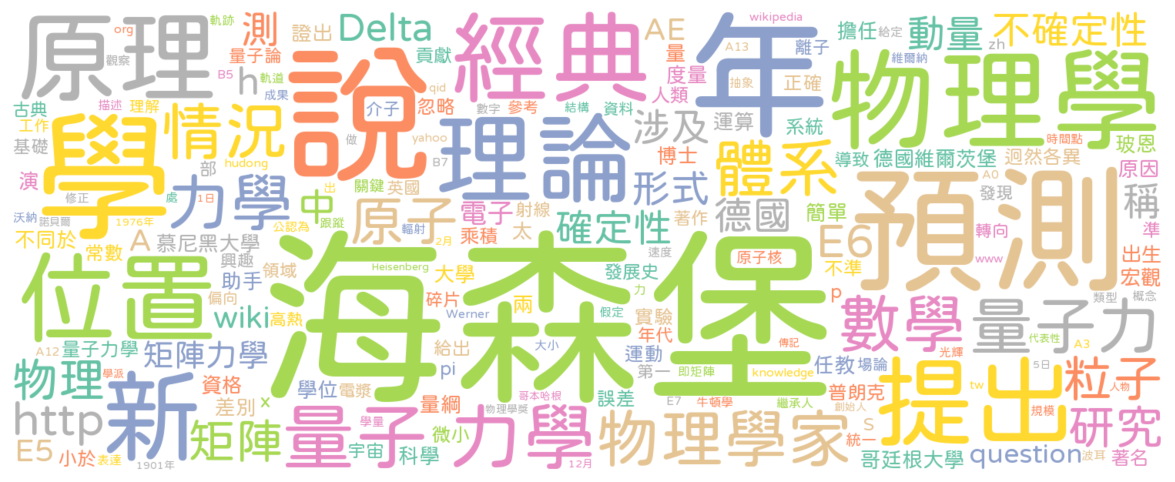 原理
軌跡
org
觀察
測
量子論
B5
軌道
h
證出
Delta
貢獻
經典
AE
量
度量
人類
年
wikipedia
A13
抽象
離子
正確
擔任
給定
動量
zh
維爾納
不確定性
物理學
古典
工作
基礎
描述
理解
成果
學
情況
hudong
說
介子
qid
忽略
yahoo
B7
數字
做
參考
理論
結構
資料
涉及
運算
系統
博士
體系
導致
德國維爾茨堡
迥然各異
時間點
玻恩
原因
演
修正
部
力學
處
1日
中
出
跟蹤
關鍵
英國
原子
輻射
公認為
2月
電子
乘積
射線
太
形式
確定性
著作
德國
簡單
A0
發現
轉向
稱
準
沃納
諾貝爾
1976年
不同於
常數
A
慕尼黑大學
興趣
助手
偏向
領域
Heisenberg
海森堡
大學
碎片
Werner
發展史
兩
速度
力
實驗
假定
年代
原子核
E6
不準
p
預測
www
出生
宏觀
類型
概念
位置
wiki
高熱
大小
傳記
數學
量子力
代表性
A3
5日
A12
量子力學
學派
矩陣力學
物理
新
資格
差別
x
學位
電漿
pi
給出
運動
第一
即矩陣
knowledge
任教
場論
光輝
粒子
人物
http
E5
小於
表達
1901年
矩陣
學量
量子力學
宇宙
12月
量綱
微小
科學
哥本哈根
物理學獎
誤差
E7
牛頓學
繼承人
物理學家
普朗克
創始人
S
統一
哥廷根大學
提出
tw
規模
question
波耳
研究
著名